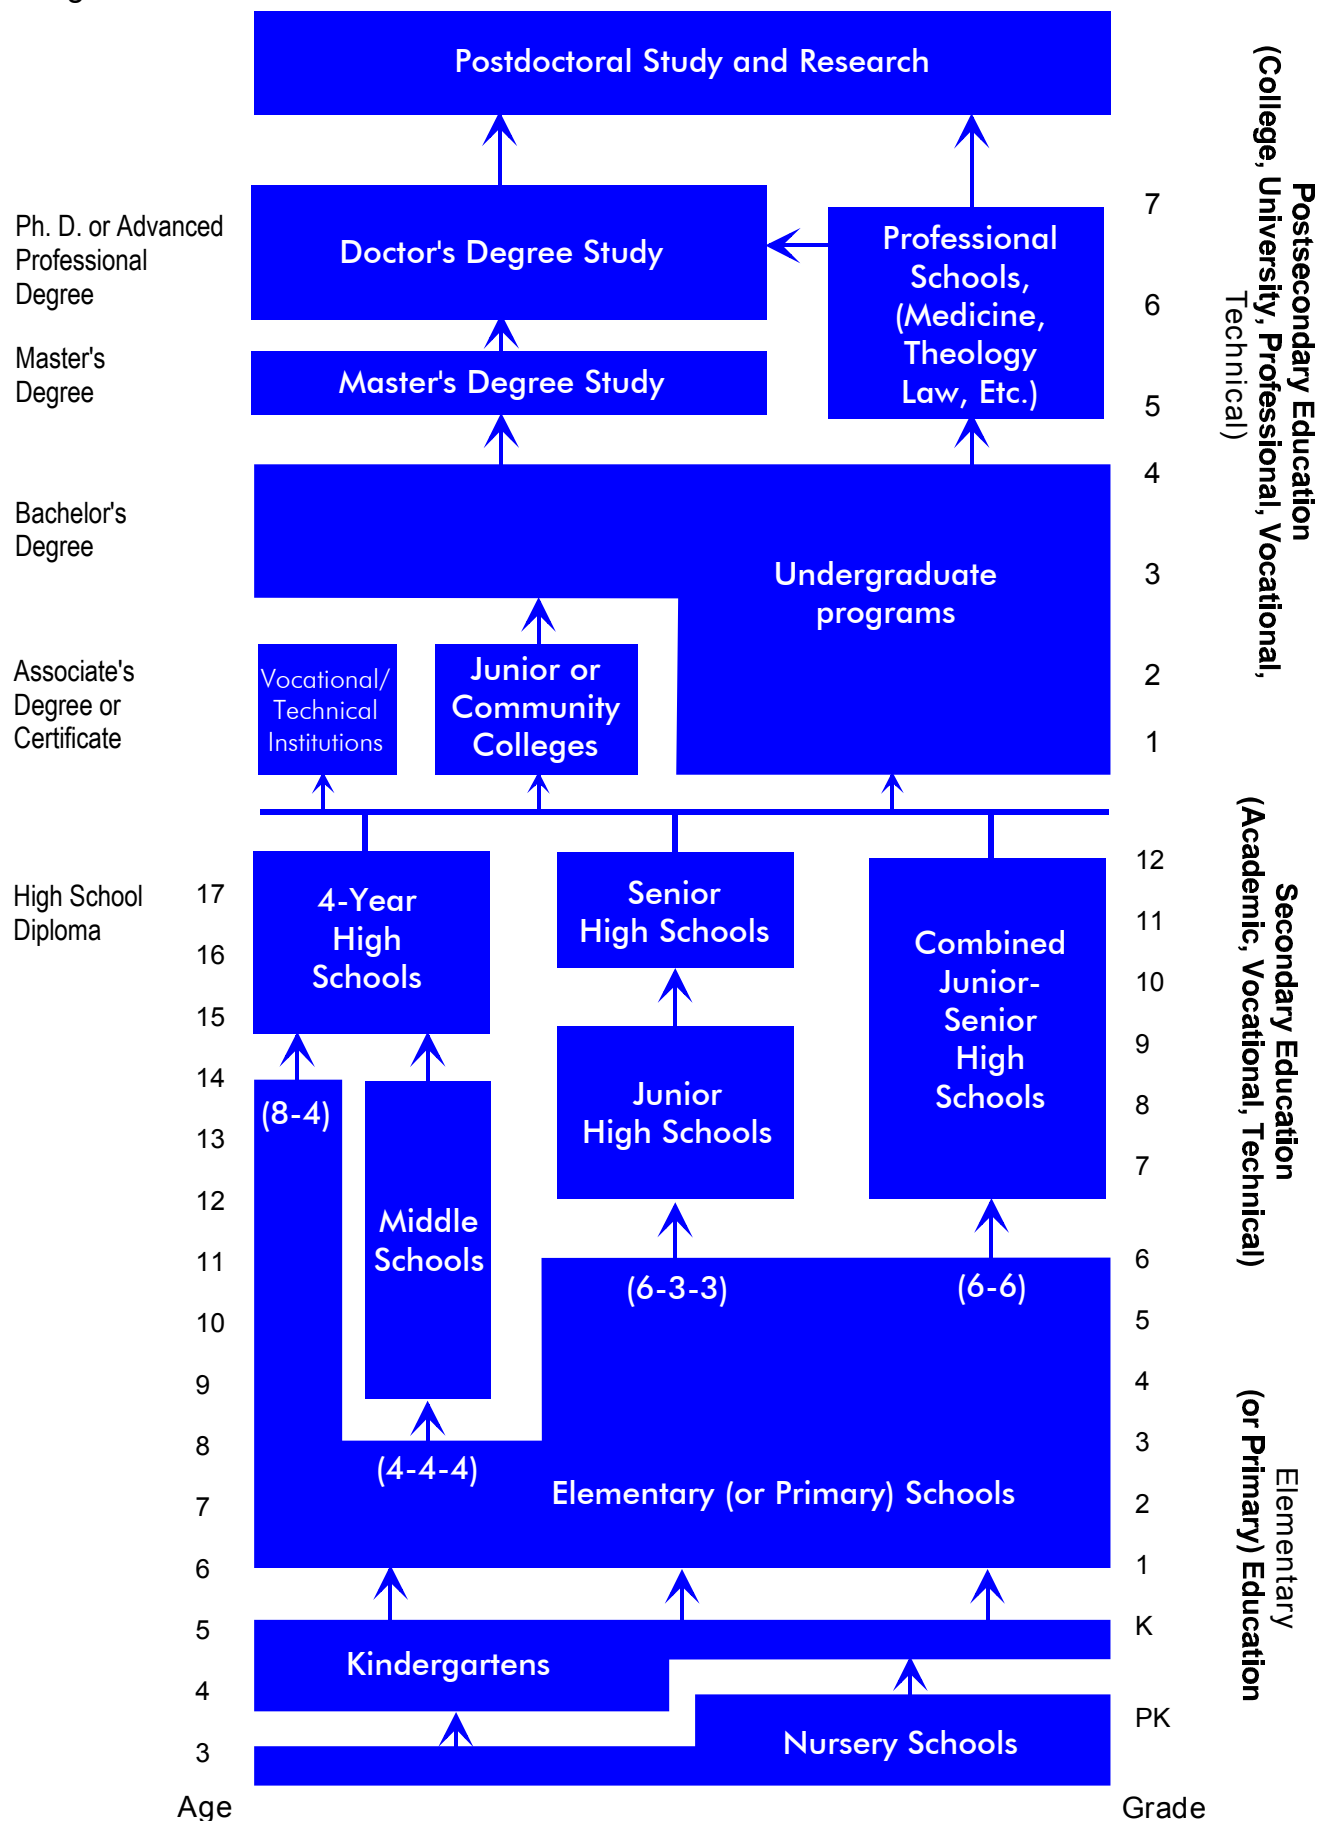 Postdoctoral Study and Research
Ph. D. or Advanced
Professional
Degree
Doctor's Degree Study
Professional
Schools,
(Medicine,
Theology
Law, Etc.)
7
6
5
Master's
Degree
Master's Degree Study
Bachelor's
Degree
Undergraduate
programs
4
3
2
1
Associate's
Degree or
Certificate
Vocational/
Technical
Institutions
Junior or
Community
Colleges
Postsecondary Education
(College, University, Professional, Vocational,
Technical)
High School
Diploma
17
16
15
14
13
12
11
10
9
8
7
6
5
4
3
Age
4-Year
High
Schools
Senior
High Schools
Combined
Junior-
Senior
High
Schools
Junior
High Schools
(8-4)
Middle
Schools
(6-3-3)
(6-6)
(4-4-4)
Elementary (or Primary) Schools
Kindergartens
Nursery Schools
12
11
10
9
8
7
6
5
4
3
2
1
K
PK
Grade
Secondary Education
(Academic, Vocational, Technical)
Elementary
(or Primary) Education